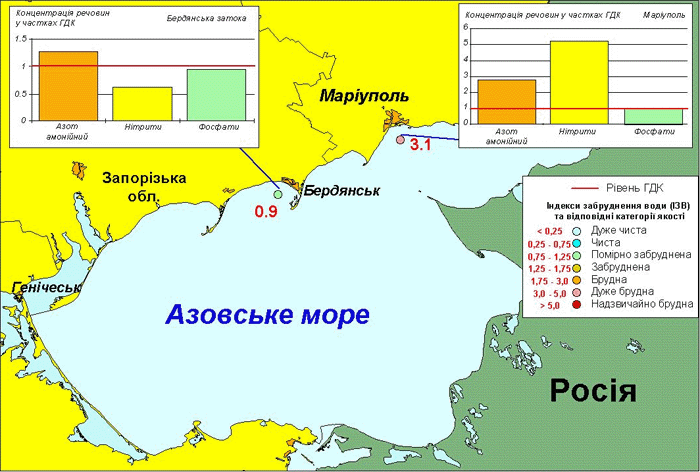 Концентрація речовин
у частках ГДК
Бердянська затока
1.5
1
0.5
0
Азот
амонійний
Нітрити
Фосфати
Концентрація речовин у частках ГДК
Маріуполь
6
5
4
3
2
1
0
Азот
амонійний
Нітрити
Фосфати
Маріуполь
3.1
Запорізька
обл.
Бердянськ
0.9
Генічеськ
Азовське море
Росія
Рівень ГДК
Індекси забруднення води (ІЗВ)
та відповідні категорії якості
< 0,25 Дуже чиста
0,25 - 0,75 Чиста
0,75 - 1,25 Помірно забруднена
1,25 - 1,75 Забруднена
1,75 - 3,0 Брудна
3,0 - 5,0 Дуже брудна
> 5,0 Надзвичайно брудна